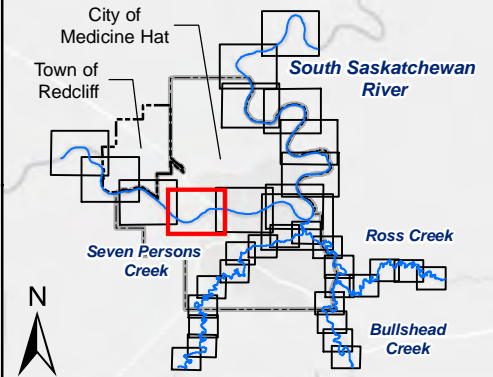 City of
Medicine Hat
Town of
Redcliff
South Saskatchewan
River
Seven Persons
Creek
Ross Creek
Bullshead
Creek
N